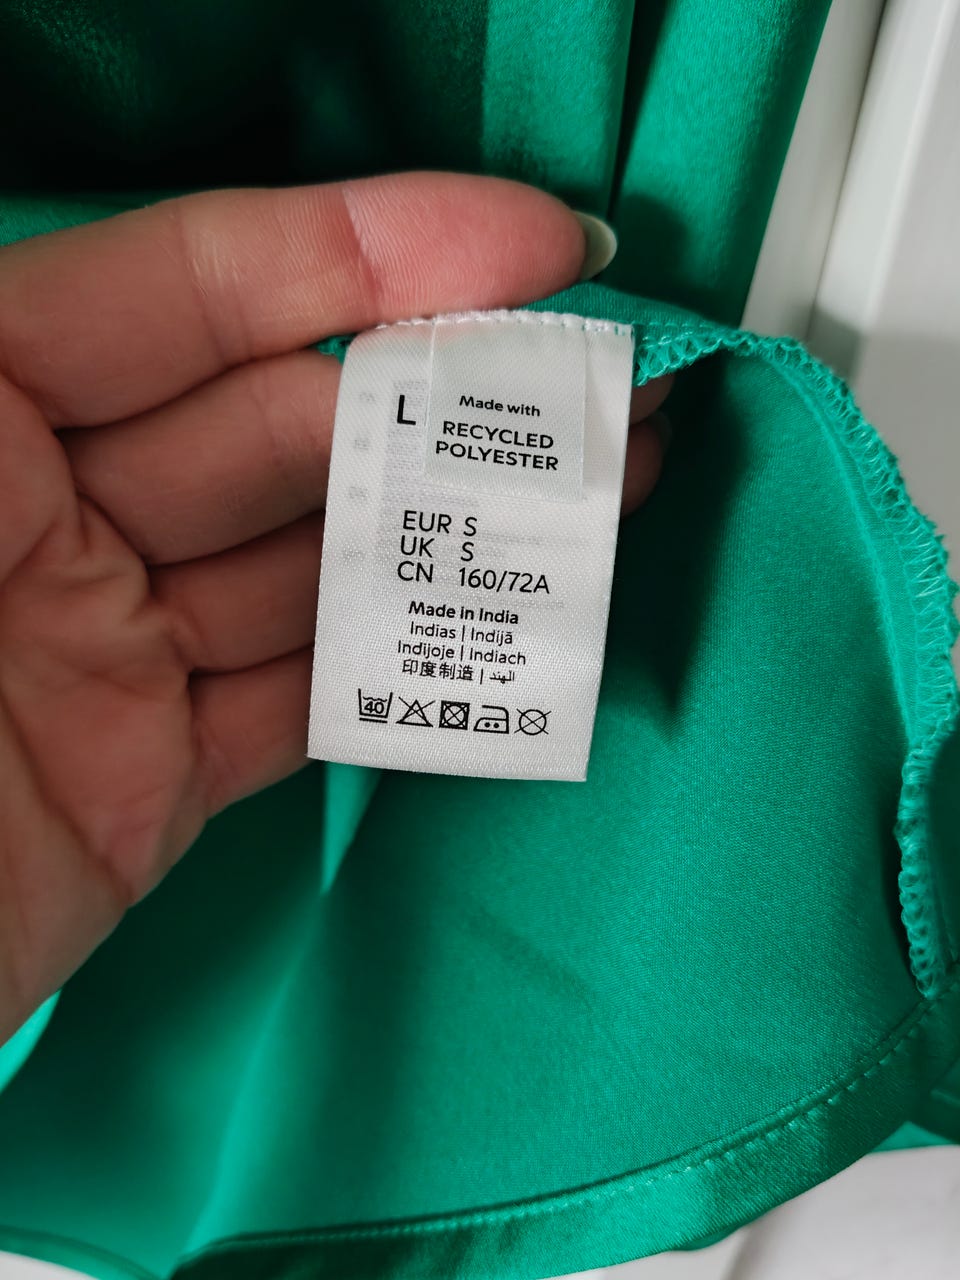 L
Made with
RECYCLED
POLYESTER
EUR S
UK S
CN 160/72A
Made in India
Indias | Indijā
Indijoje | Indiach
印度制造 | الهند
40